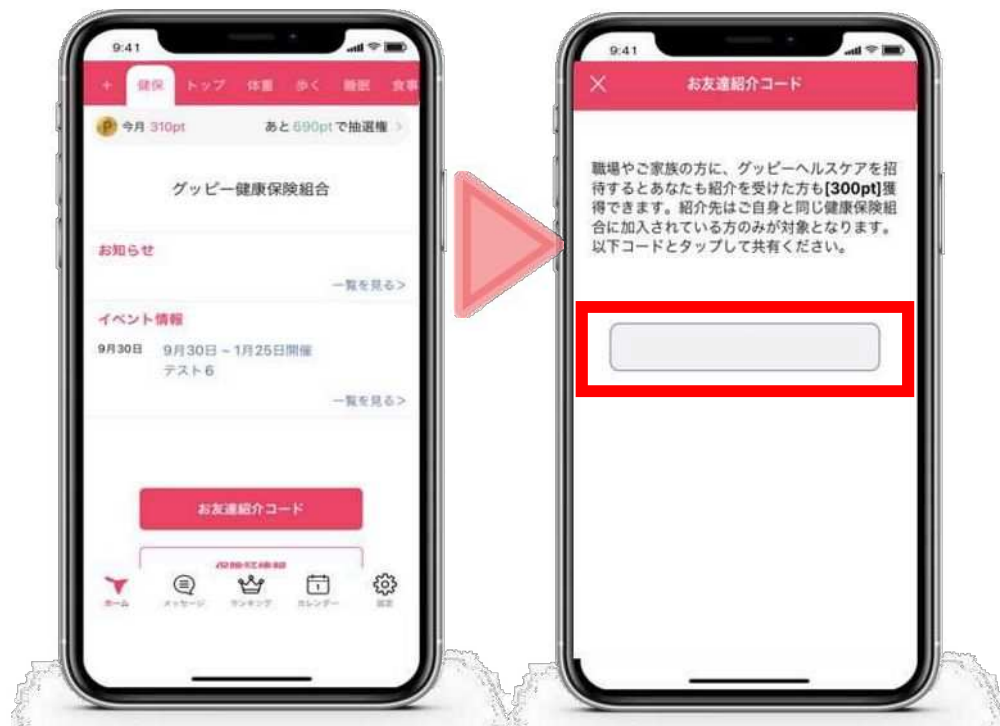 9:41
+ 健保 トップ 体重 歩く 睡眠 食事
P 今月 310pt あと 690pt で抽選権 >
グッピー健康保険組合
お知らせ
一覧を見る>
イベント情報
9月30日 9月30日 ~ 1月25日開催
テスト6
一覧を見る>
お友達紹介コード
ホーム メッセージ ランキング カレンダー 設定
9:41
× お友達紹介コード
職場やご家族の方に、グッピーヘルスケアを招
待するとあなたも紹介を受けた方も[300pt]獲
得できます。紹介先はご自身と同じ健康保険組
合に加入されている方のみが対象となります。
以下コードとタップして共有ください。